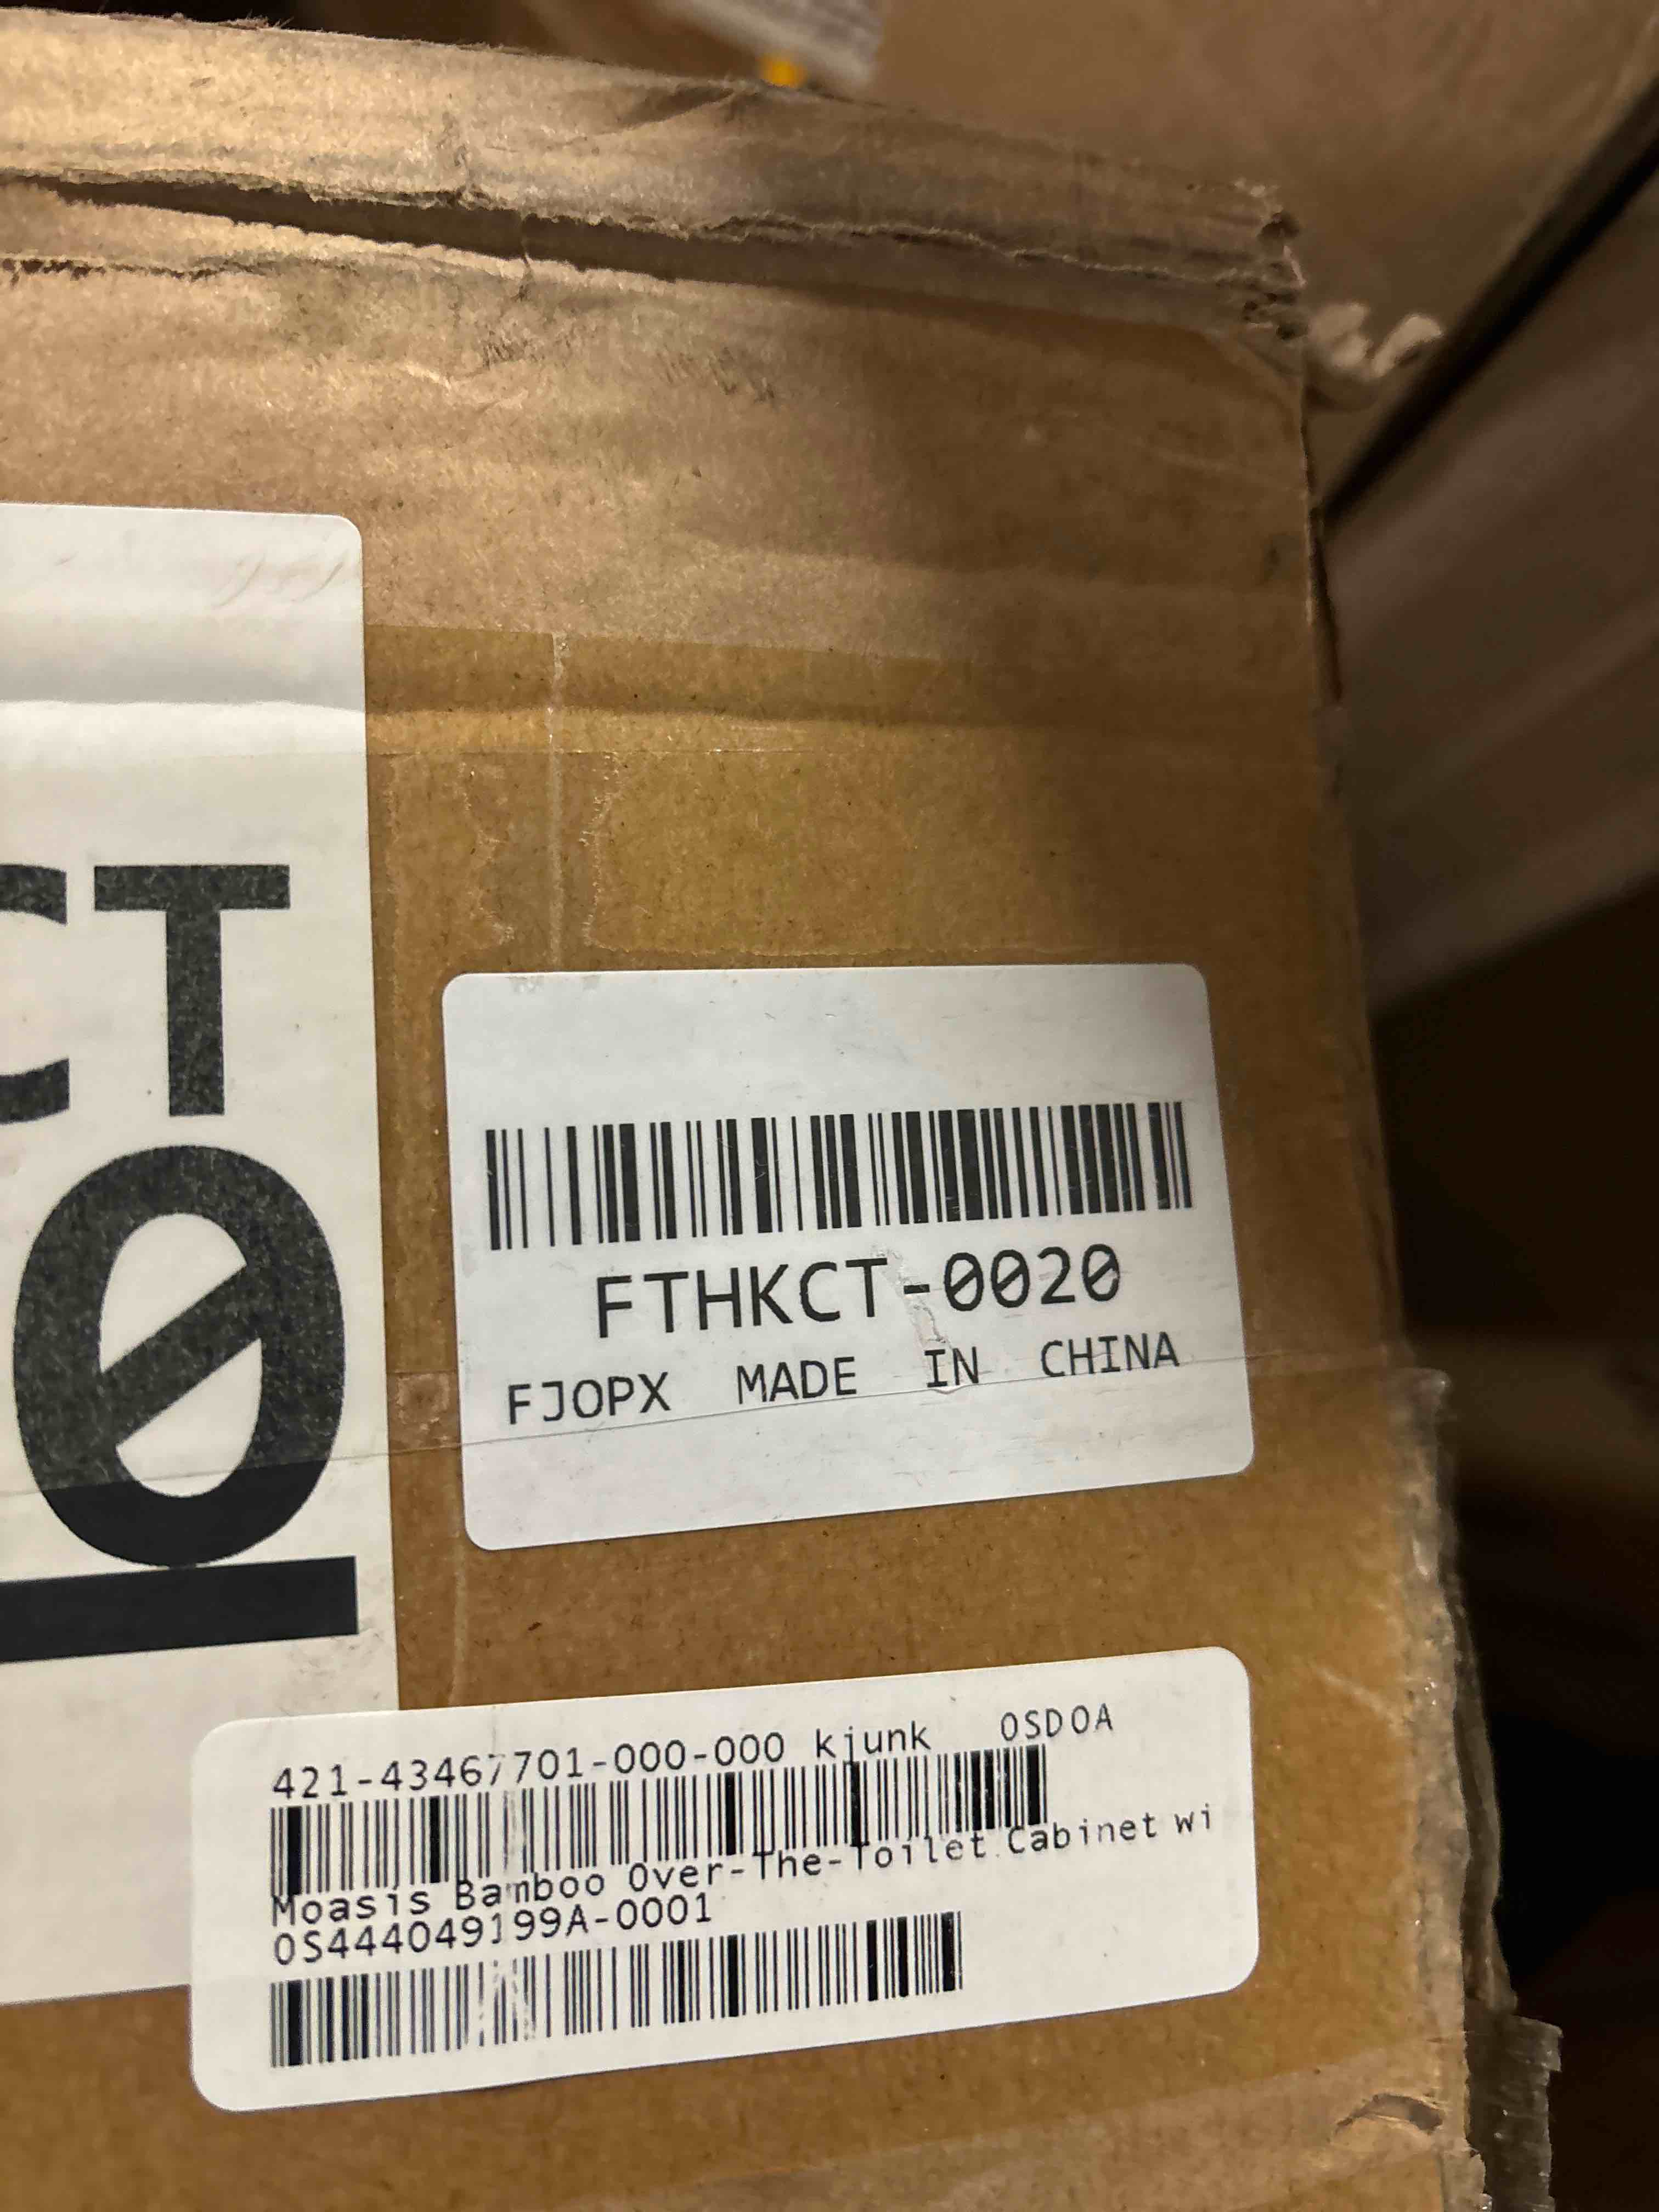 CT
0
FTHKCT-0020
FJOPX MADE IN CHINA
421-43467701-000-000 kjunk OSDOA
Moasis Bamboo Over-The-Toilet Cabinet wi
OS444049199A-0001